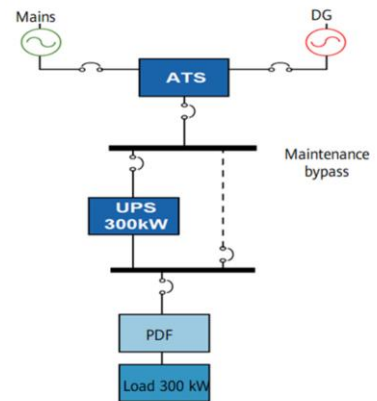 Mains
DG
ATS
Maintenance
bypass
UPS
300kW
PDF
Load 300 kW